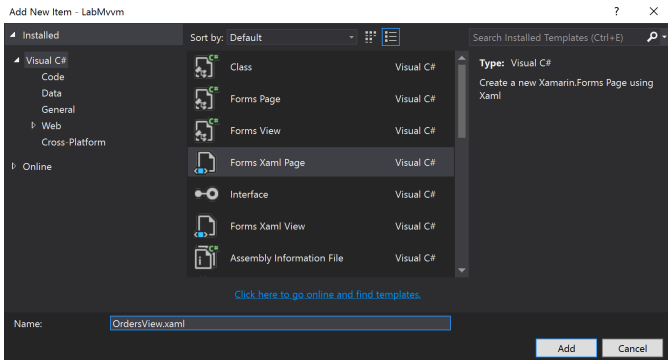 Add New Item - LabMvvm
? X
Installed
Sort by: Default
Search Installed Templates (Ctrl+E)
Visual C#
Code
Data
General
Web
Cross-Platform
Online
Class Visual C#
Forms Page Visual C#
Forms View Visual C#
Forms Xaml Page Visual C#
Interface Visual C#
Forms Xaml View Visual C#
Assembly Information File Visual C#
Type: Visual C#
Create a new Xamarin.Forms Page using
Xaml
Click here to go online and find templates.
Name: OrdersView.xaml
Add Cancel